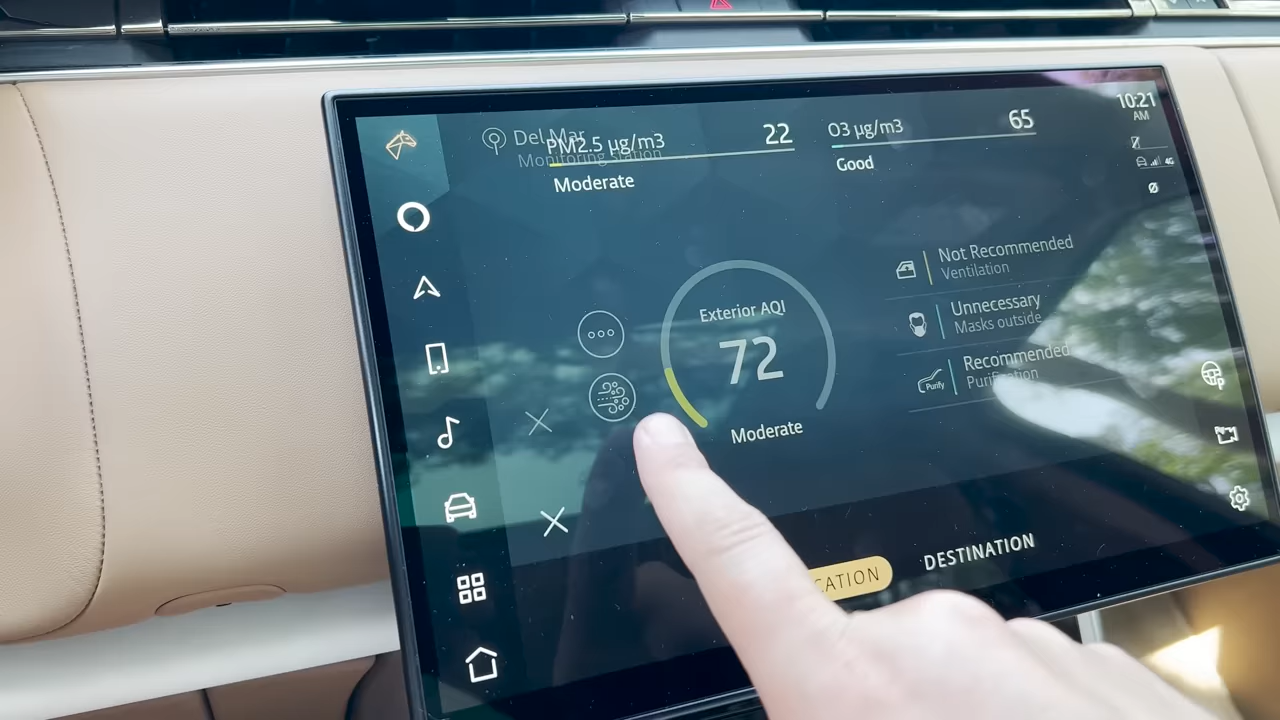 Del Mar
Monitoring station
PM2.5 µg/m3
22
Moderate
O3 µg/m3
65
Good
10:21
AM
4G
Exterior AQI
72
Moderate
Not Recommended
Ventilation
Unnecessary
Masks outside
Recommended
Purification
Purify
CATION
DESTINATION